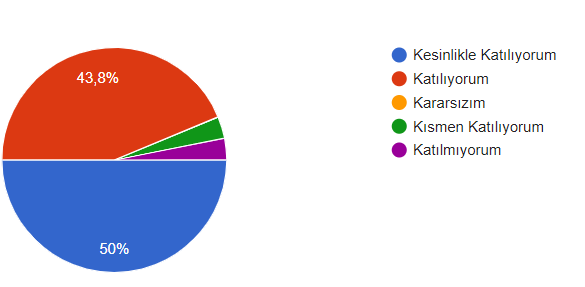 43,8%
50%
Kesinlikle Katılıyorum
Katılıyorum
Kararsızım
Kısmen Katılıyorum
Katılmıyorum